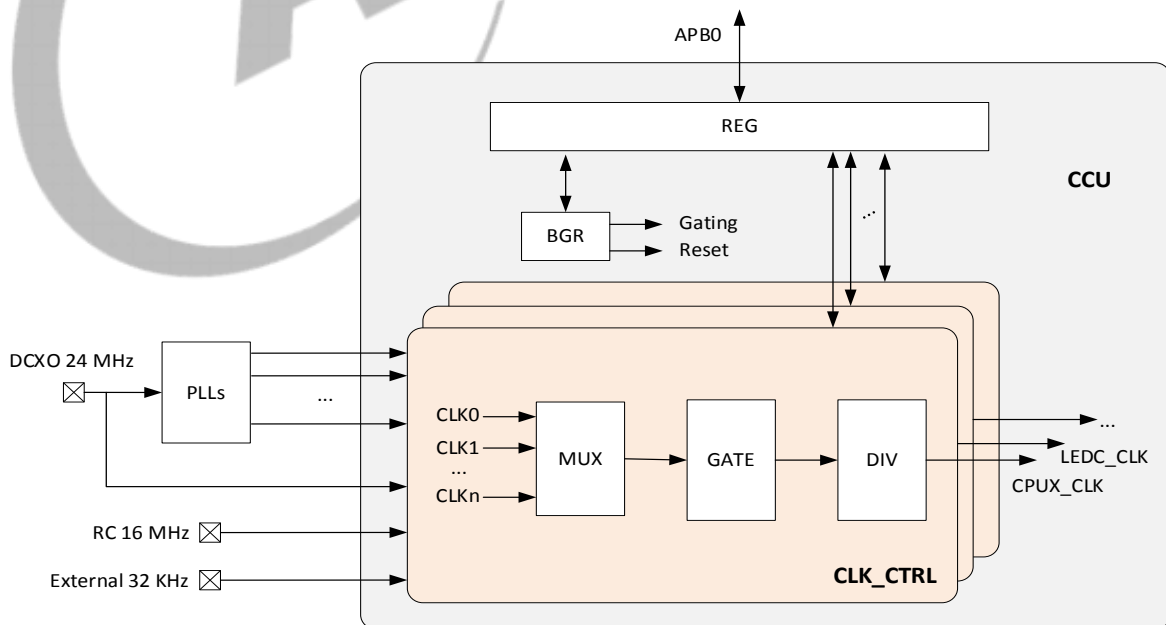 APB0
REG
CCU
...
BGR
Gating
Reset
DCXO 24 MHz
PLLs
...
CLK0
CLK1
...
CLKn
MUX
GATE
DIV
...
LEDC_CLK
CPUX_CLK
RC 16 MHz
External 32 KHz
CLK_CTRL